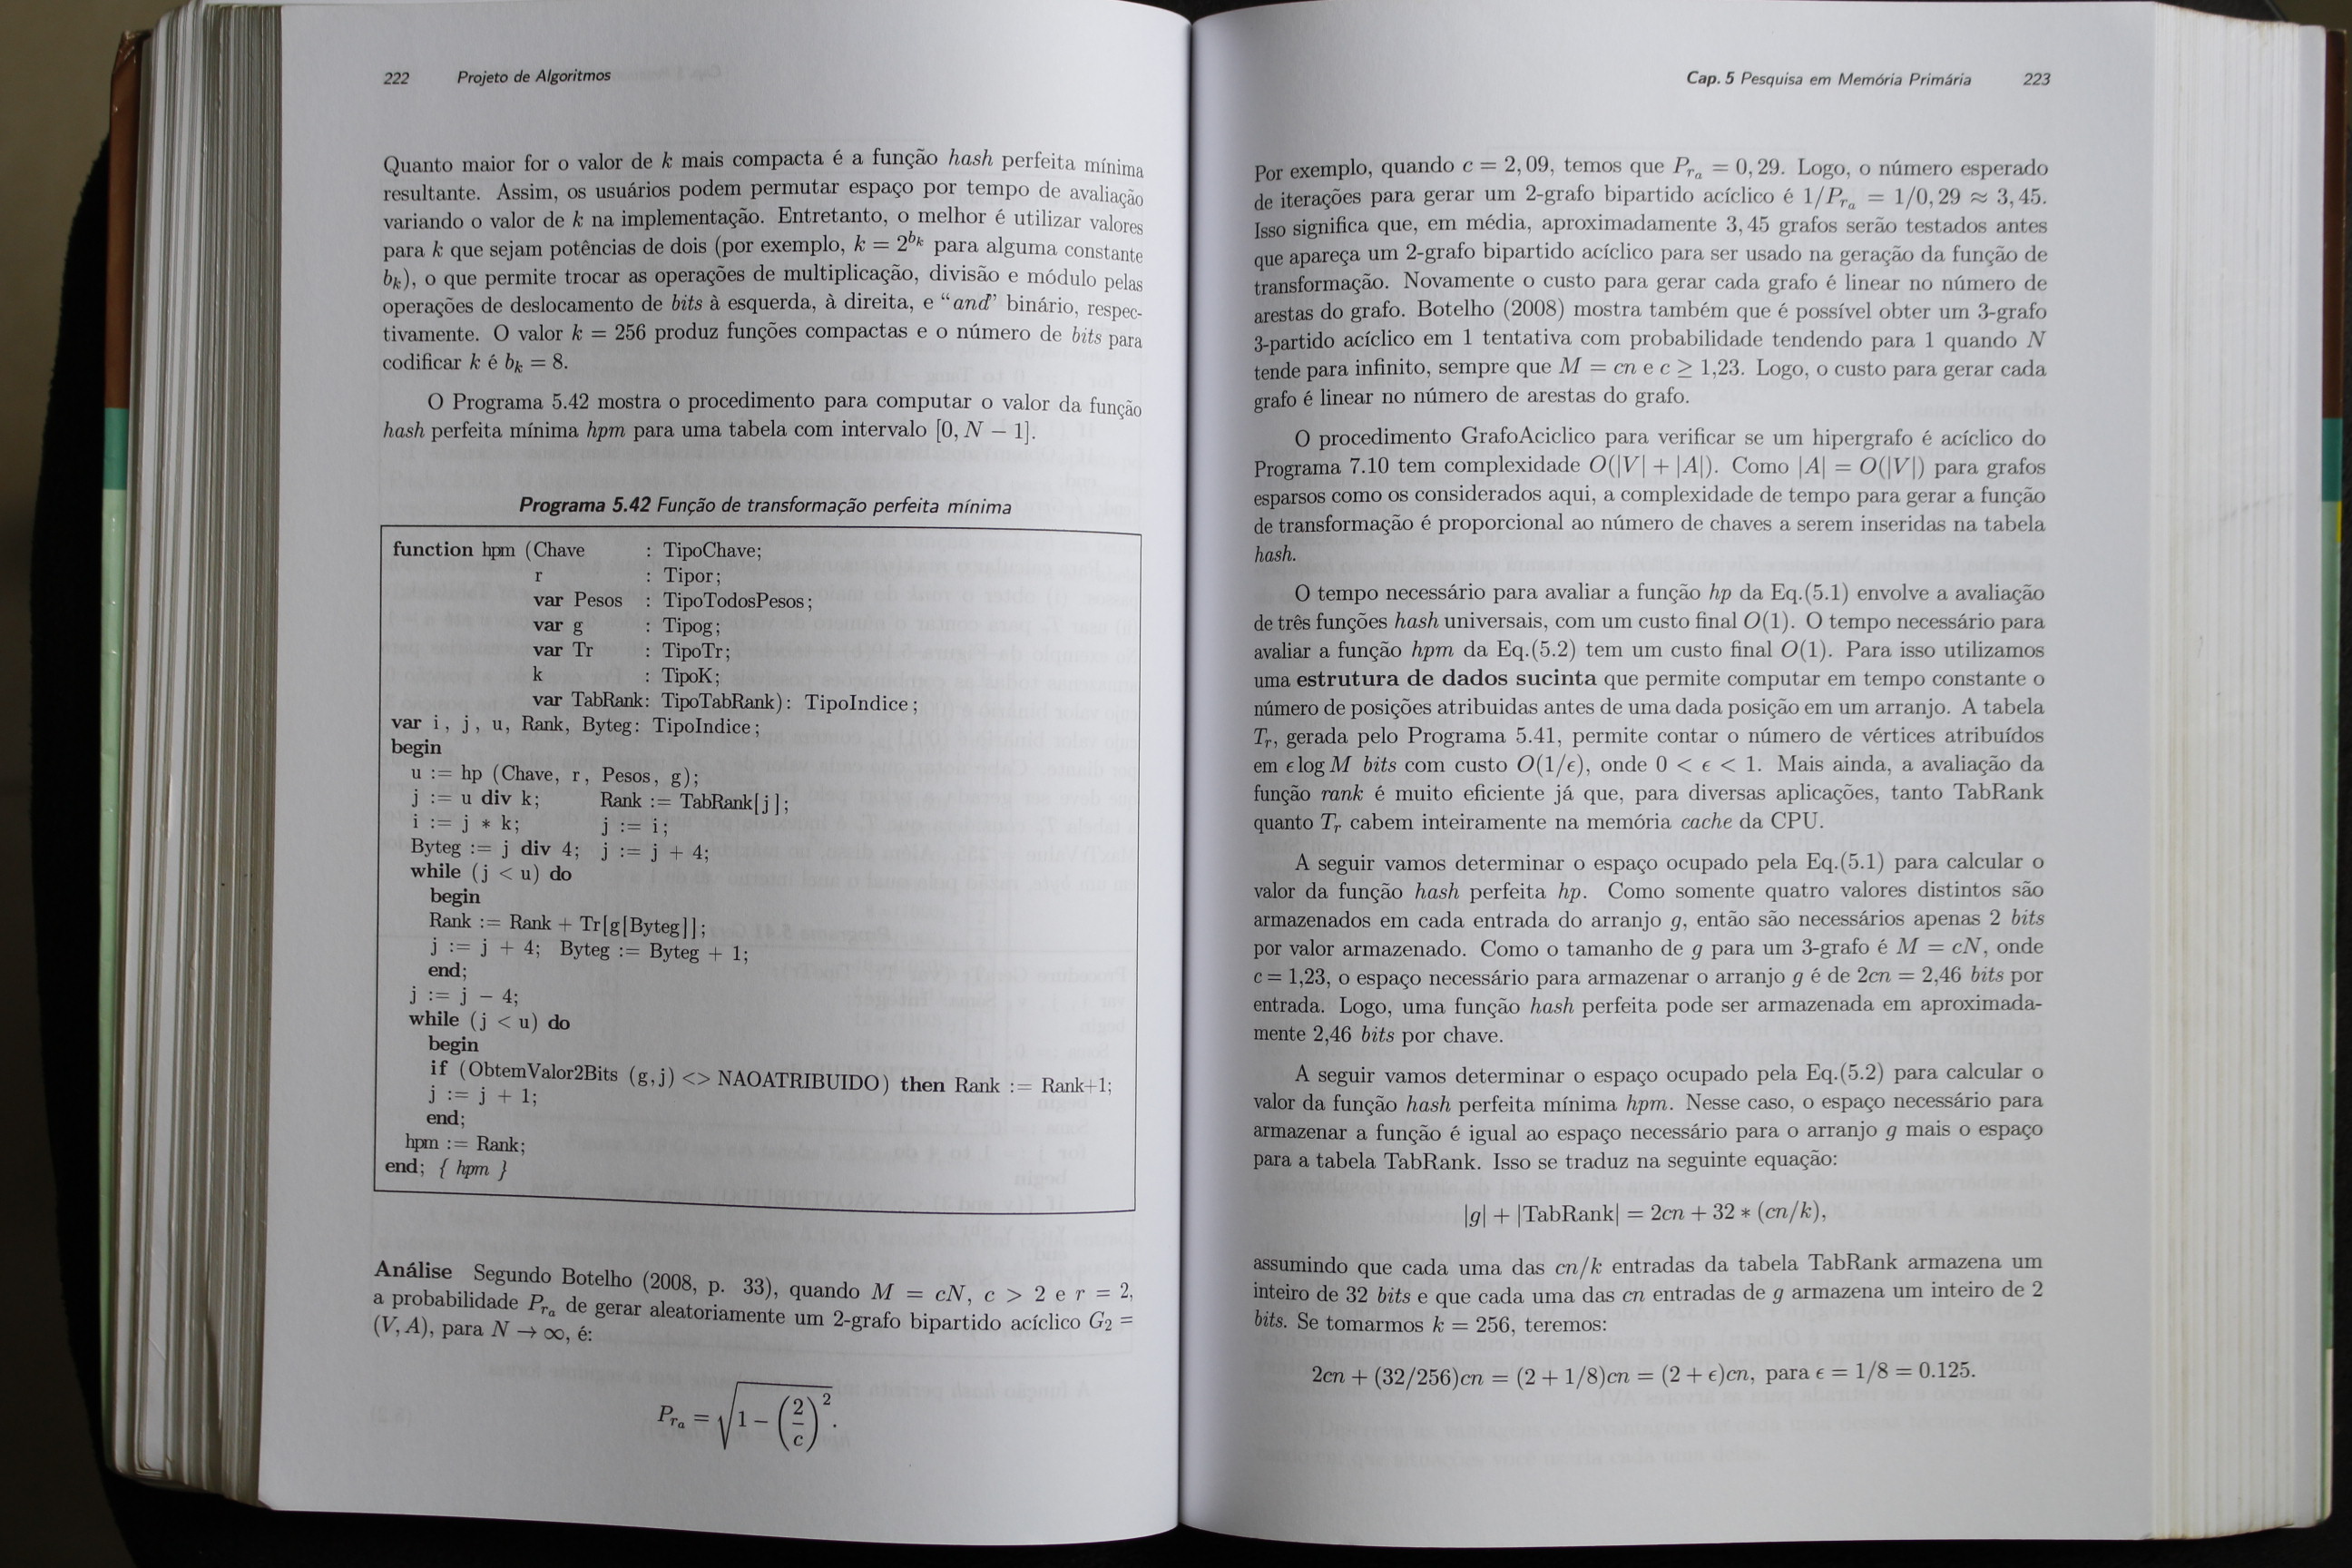 222 Projeto de Algoritmos
Quanto maior for o valor de k mais compacta é a função hash perfeita mínima
resultante. Assim, os usuários podem permutar espaço por tempo de avaliação
variando o valor de k na implementação. Entretanto, o melhor é utilizar valores
para k que sejam potências de dois (por exemplo, k = 2^{b_k} para alguma constante
b_k), o que permite trocar as operações de multiplicação, divisão e módulo pelas
operações de deslocamento de bits à esquerda, à direita, e “and” binário, respec-
tivamente. O valor k = 256 produz funções compactas e o número de bits para
codificar k é b_k = 8.
O Programa 5.42 mostra o procedimento para computar o valor da função
hash perfeita mínima hpm para uma tabela com intervalo [0, N − 1].
Programa 5.42 Função de transformação perfeita mínima
function hpm (Chave : TipoChave;
r : Tipor;
var Pesos : TipoTodosPesos;
var g : Tipog;
var Tr : TipoTr;
k : TipoK;
var TabRank: TipoTabRank): TipoIndice;
var i, j, u, Rank, Byteg: TipoIndice;
begin
u := hp (Chave, r, Pesos, g);
j := u div k; Rank := TabRank[j];
i := j * k; j := i;
Byteg := j div 4; j := j + 4;
while (j < u) do
begin
Rank := Rank + Tr[g[Byteg]];
j := j + 4; Byteg := Byteg + 1;
end;
j := j − 4;
while (j < u) do
begin
if (ObtemValor2Bits (g,j) <> NAOATRIBUIDO) then Rank := Rank+1;
j := j + 1;
end;
hpm := Rank;
end; { hpm }
Análise Segundo Botelho (2008, p. 33), quando M = cN, c > 2 e r = 2,
a probabilidade P_{r_a} de gerar aleatoriamente um 2-grafo bipartido acíclico G_2 =
(V, A), para N → ∞, é:
P_{r_a} = √(1 − (2/c)²) .
Cap. 5 Pesquisa em Memória Primária 223
Por exemplo, quando c = 2,09, temos que P_{r_a} = 0,29. Logo, o número esperado
de iterações para gerar um 2-grafo bipartido acíclico é 1/P_{r_a} = 1/0,29 ≈ 3,45.
Isso significa que, em média, aproximadamente 3,45 grafos serão testados antes
que apareça um 2-grafo bipartido acíclico para ser usado na geração da função de
transformação. Novamente o custo para gerar cada grafo é linear no número de
arestas do grafo. Botelho (2008) mostra também que é possível obter um 3-grafo
3-partido acíclico em 1 tentativa com probabilidade tendendo para 1 quando N
tende para infinito, sempre que M = cn e c ≥ 1,23. Logo, o custo para gerar cada
grafo é linear no número de arestas do grafo.
O procedimento GrafoAciclico para verificar se um hipergrafo é acíclico do
Programa 7.10 tem complexidade O(|V| + |A|). Como |A| = O(|V|) para grafos
esparsos como os considerados aqui, a complexidade de tempo para gerar a função
de transformação é proporcional ao número de chaves a serem inseridas na tabela
hash.
O tempo necessário para avaliar a função hp da Eq.(5.1) envolve a avaliação
de três funções hash universais, com um custo final O(1). O tempo necessário para
avaliar a função hpm da Eq.(5.2) tem um custo final O(1). Para isso utilizamos
uma estrutura de dados sucinta que permite computar em tempo constante o
número de posições atribuidas antes de uma dada posição em um arranjo. A tabela
T_r, gerada pelo Programa 5.41, permite contar o número de vértices atribuídos
em ϵ log M bits com custo O(1/ϵ), onde 0 < ϵ < 1. Mais ainda, a avaliação da
função rank é muito eficiente já que, para diversas aplicações, tanto TabRank
quanto T_r cabem inteiramente na memória cache da CPU.
A seguir vamos determinar o espaço ocupado pela Eq.(5.1) para calcular o
valor da função hash perfeita hp. Como somente quatro valores distintos são
armazenados em cada entrada do arranjo g, então são necessários apenas 2 bits
por valor armazenado. Como o tamanho de g para um 3-grafo é M = cN, onde
c = 1,23, o espaço necessário para armazenar o arranjo g é de 2cn = 2,46 bits por
entrada. Logo, uma função hash perfeita pode ser armazenada em aproximada-
mente 2,46 bits por chave.
A seguir vamos determinar o espaço ocupado pela Eq.(5.2) para calcular o
valor da função hash perfeita mínima hpm. Nesse caso, o espaço necessário para
armazenar a função é igual ao espaço necessário para o arranjo g mais o espaço
para a tabela TabRank. Isso se traduz na seguinte equação:
|g| + |TabRank| = 2cn + 32 ∗ (cn/k),
assumindo que cada uma das cn/k entradas da tabela TabRank armazena um
inteiro de 32 bits e que cada uma das cn entradas de g armazena um inteiro de 2
bits. Se tomarmos k = 256, teremos:
2cn + (32/256)cn = (2 + 1/8)cn = (2 + ϵ)cn, para ϵ = 1/8 = 0.125.